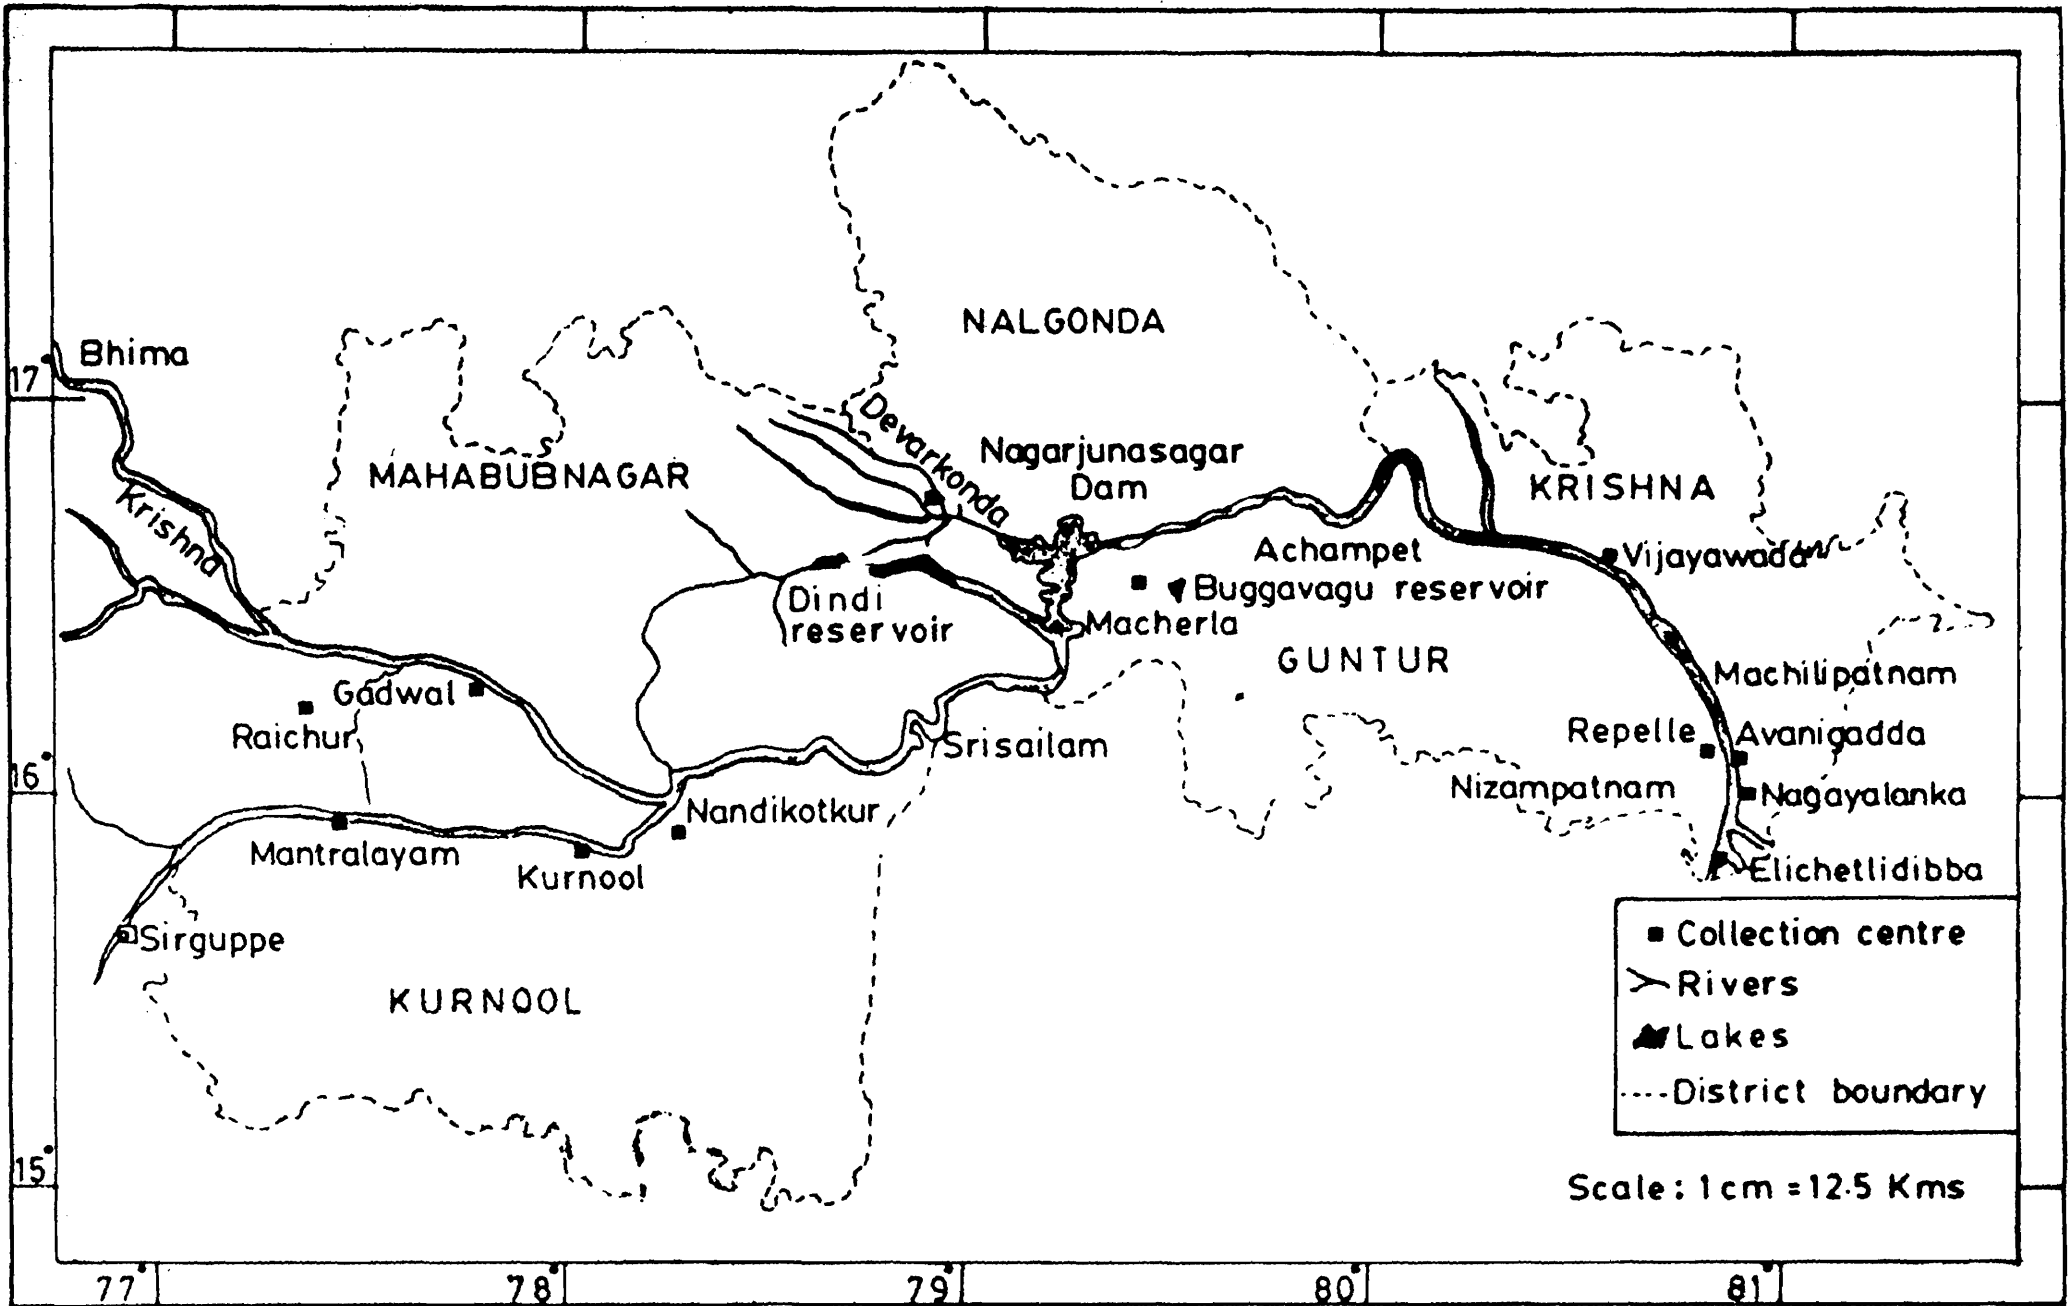 NALGONDA
Bhima
17
Devarkonda
Nagarjunasagar
Dam
MAHABUBNAGAR
KRISHNA
Krishna
Achampet
Vijayawada
Buggavagu reservoir
Dindi
reservoir
Macherla
GUNTUR
Machilipatnam
Gadwal
Raichur
Repelle
Avanigadda
Srisailam
16°
Nizampatnam
Nagayalanka
Nandikotkur
Mantralayam
Kurnool
Elichetlidibba
Sirguppe
KURNOOL
Collection centre
Rivers
Lakes
District boundary
15°
Scale: 1cm = 12.5 Kms
77° 78° 79° 80° 81°